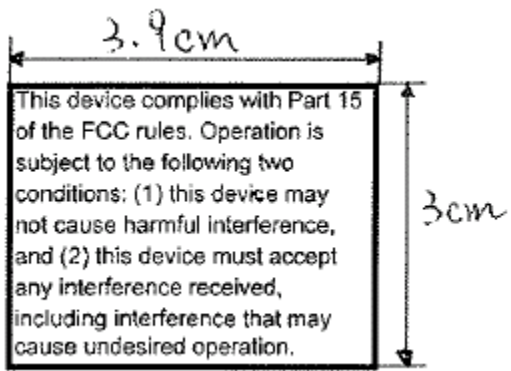 3.9cm
This device complies with Part 15
of the FCC rules. Operation is
subject to the following two
conditions: (1) this device may
not cause harmful interference,
and (2) this device must accept
any interference received,
including interference that may
cause undesired operation.
3cm